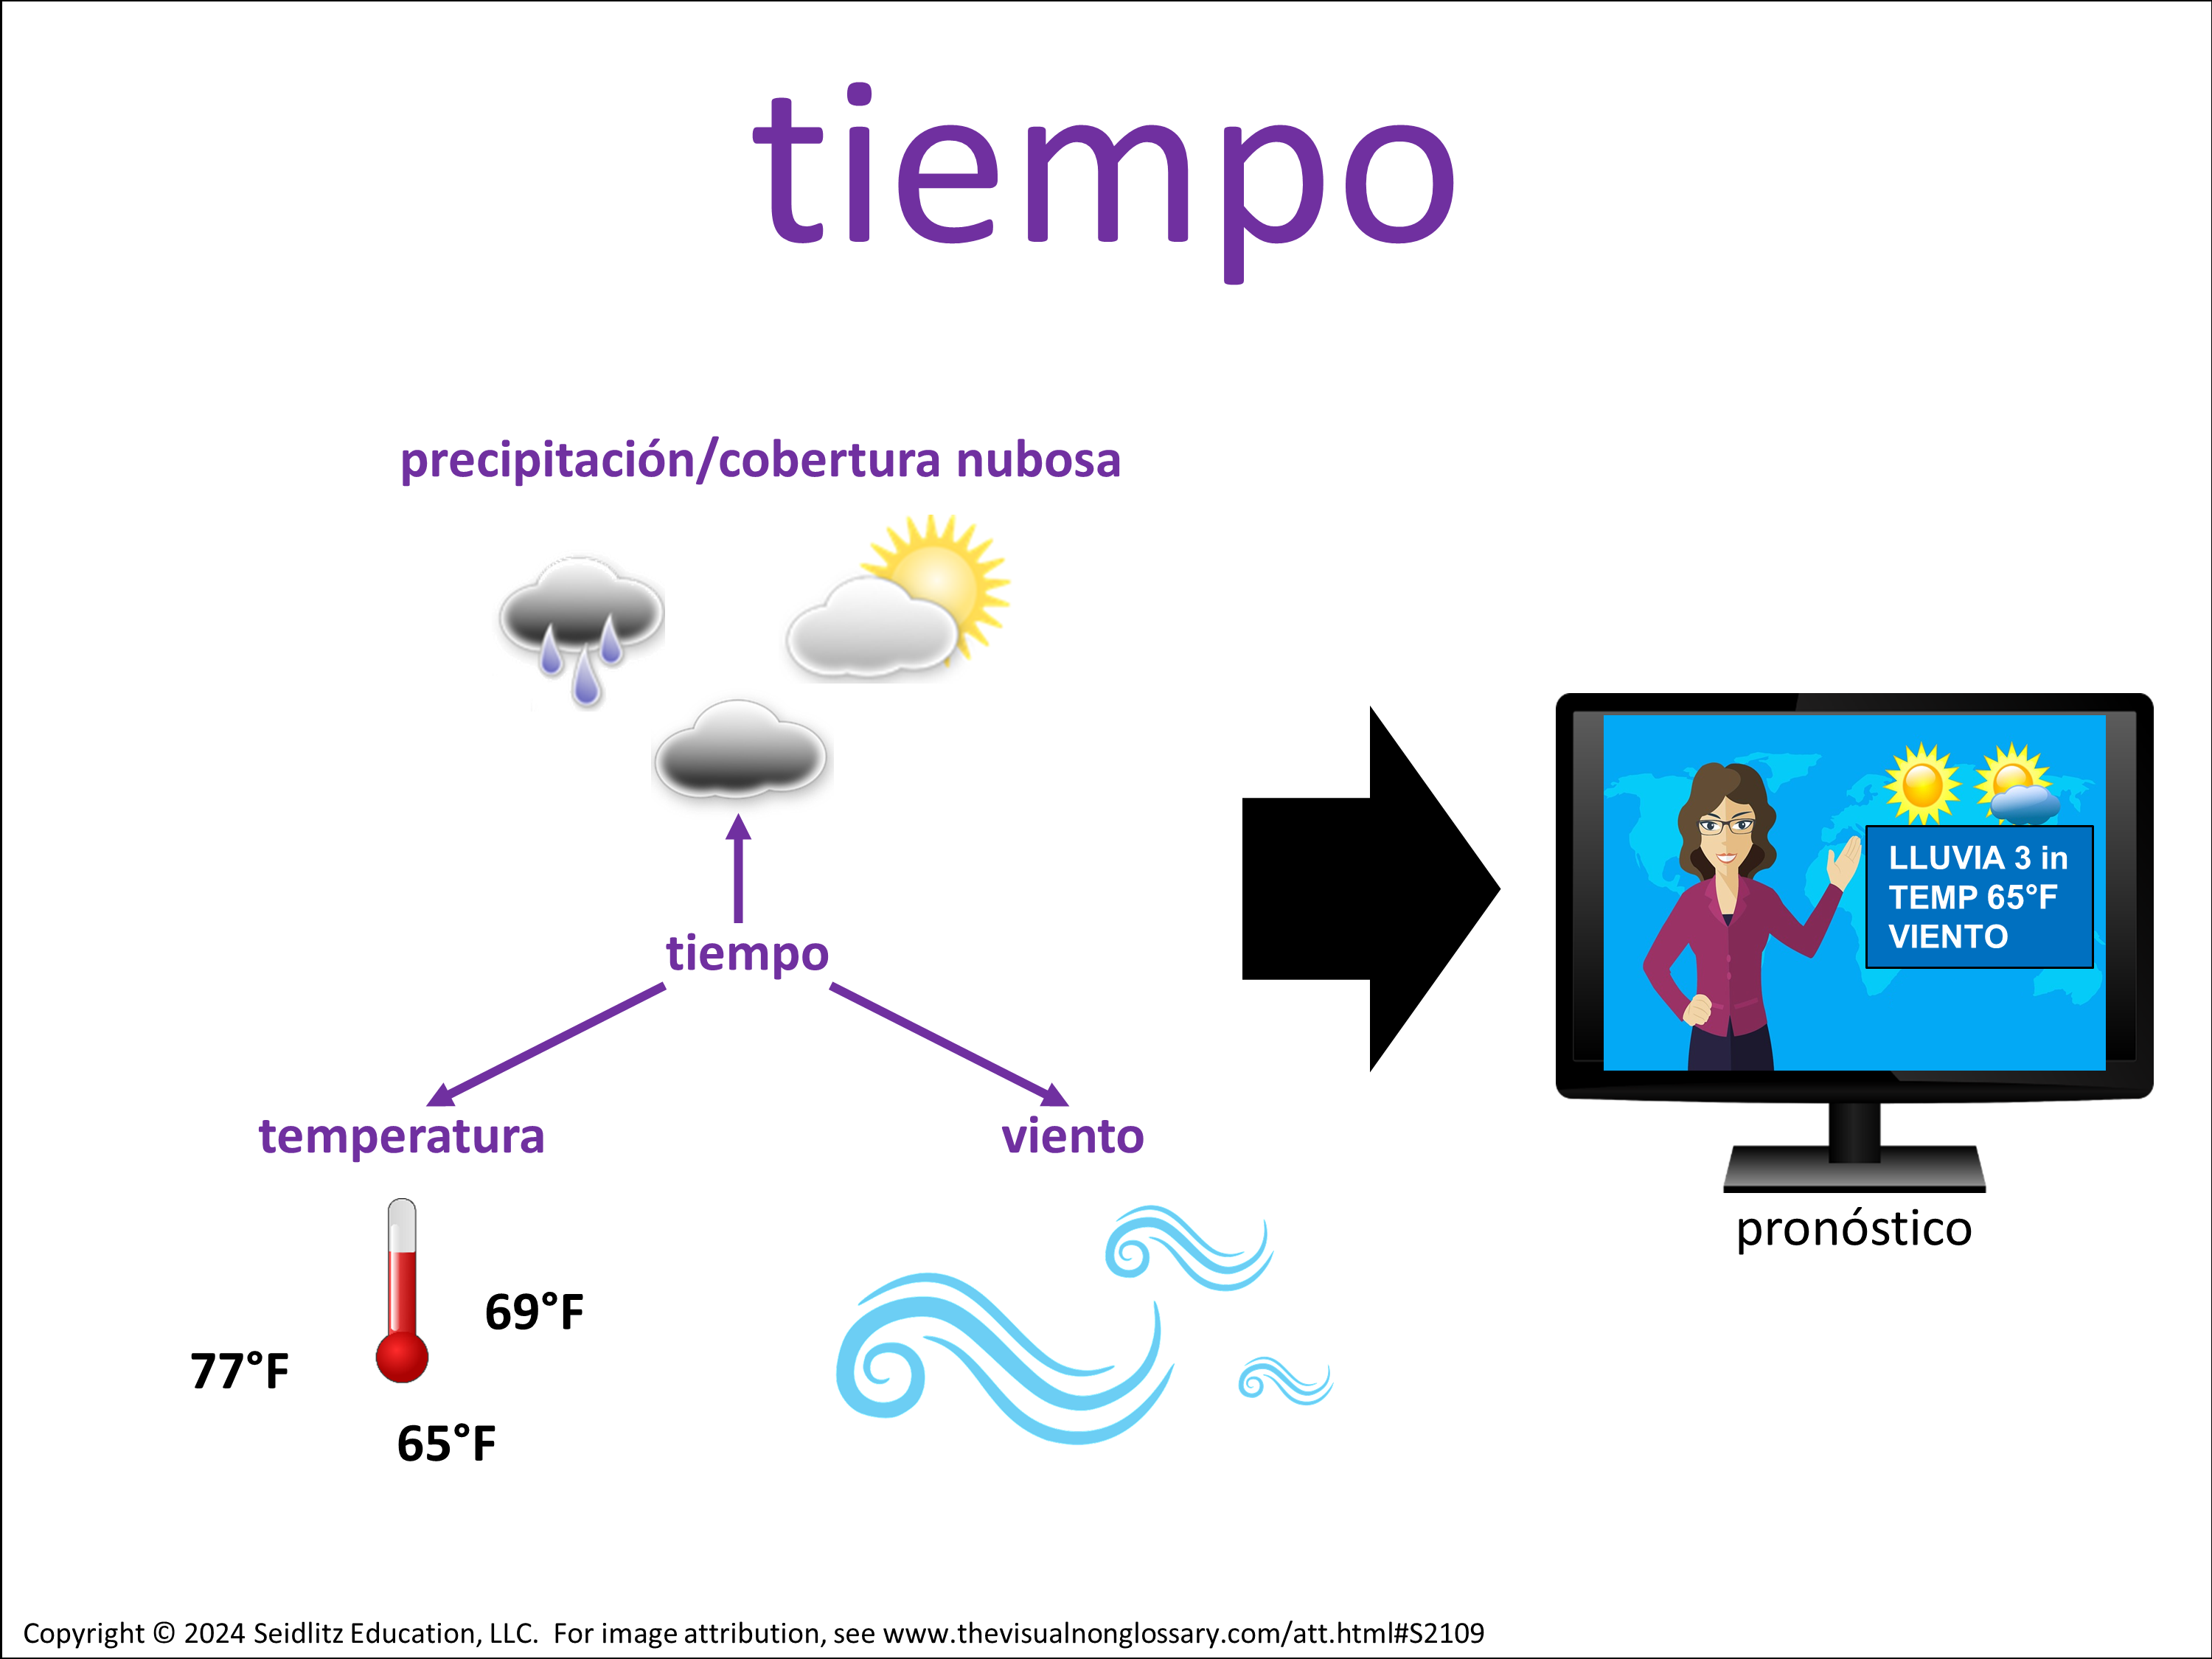 tiempo
precipitación/cobertura nubosa
tiempo
temperatura
viento
69°F
77°F
65°F
LLUVIA 3 in
TEMP 65°F
VIENTO
pronóstico
Copyright © 2024 Seidlitz Education, LLC.  For image attribution, see www.thevisualnonglossary.com/att.html#S2109